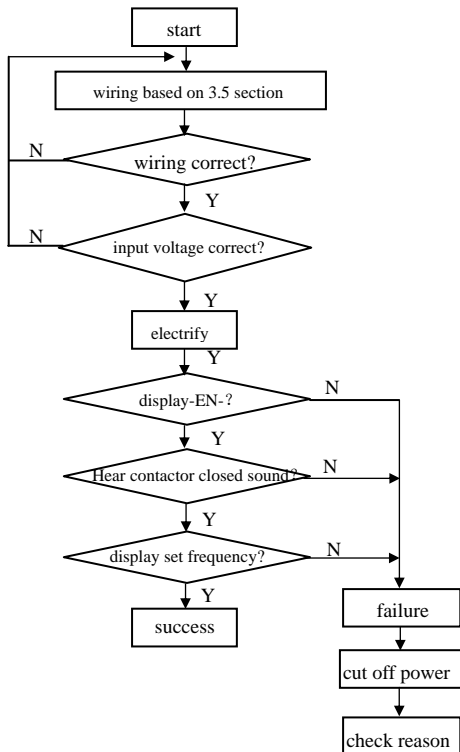 start
wiring based on 3.5 section
N
wiring correct?
Y
N
input voltage correct?
Y
electrify
Y
display-EN-?
N
Y
Hear contactor closed sound?
N
Y
display set frequency?
N
Y
success
failure
cut off power
check reason